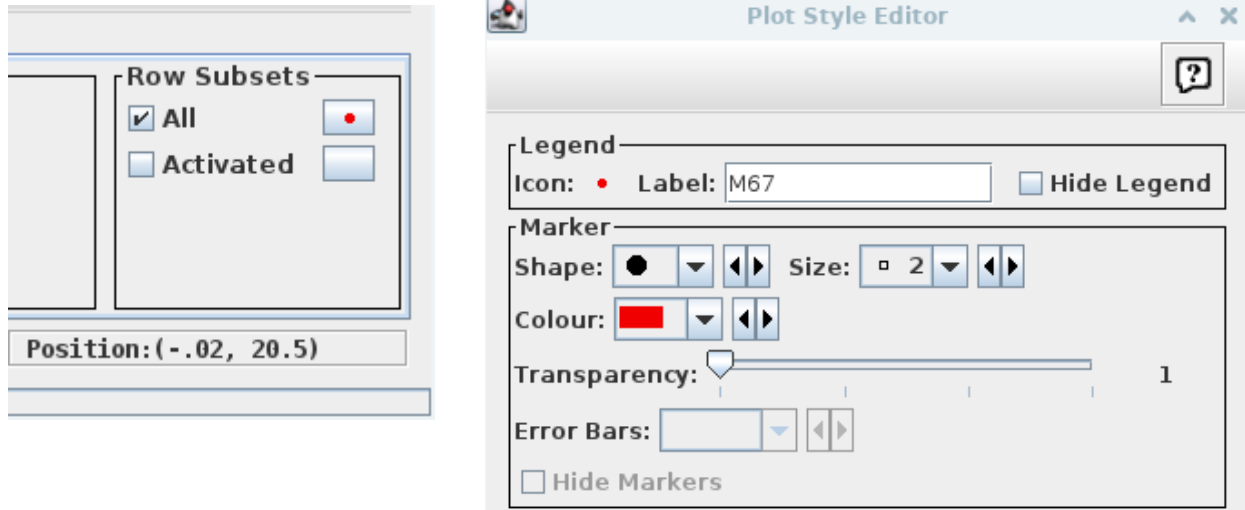 Row Subsets
All
Activated
Position:(-.02, 20.5)
Plot Style Editor
?
Legend
Icon: Label: M67 Hide Legend
Marker
Shape: Size: 2
Colour:
Transparency: 1
Error Bars:
Hide Markers